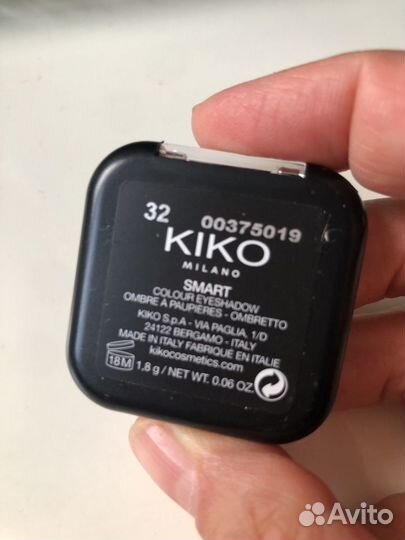 32 00375019
KIKO
MILANO
SMART
COLOUR EYESHADOW
OMBRE À PAUPIÈRES - OMBRETTO
KIKO S.p.A - VIA PAGLIA, 1/D
24122 BERGAMO - ITALY
MADE IN ITALY FABRIQUÉ EN ITALIE
kikocosmetics.com
18M 1,8 g / NET WT. 0.06 OZ.
Avito